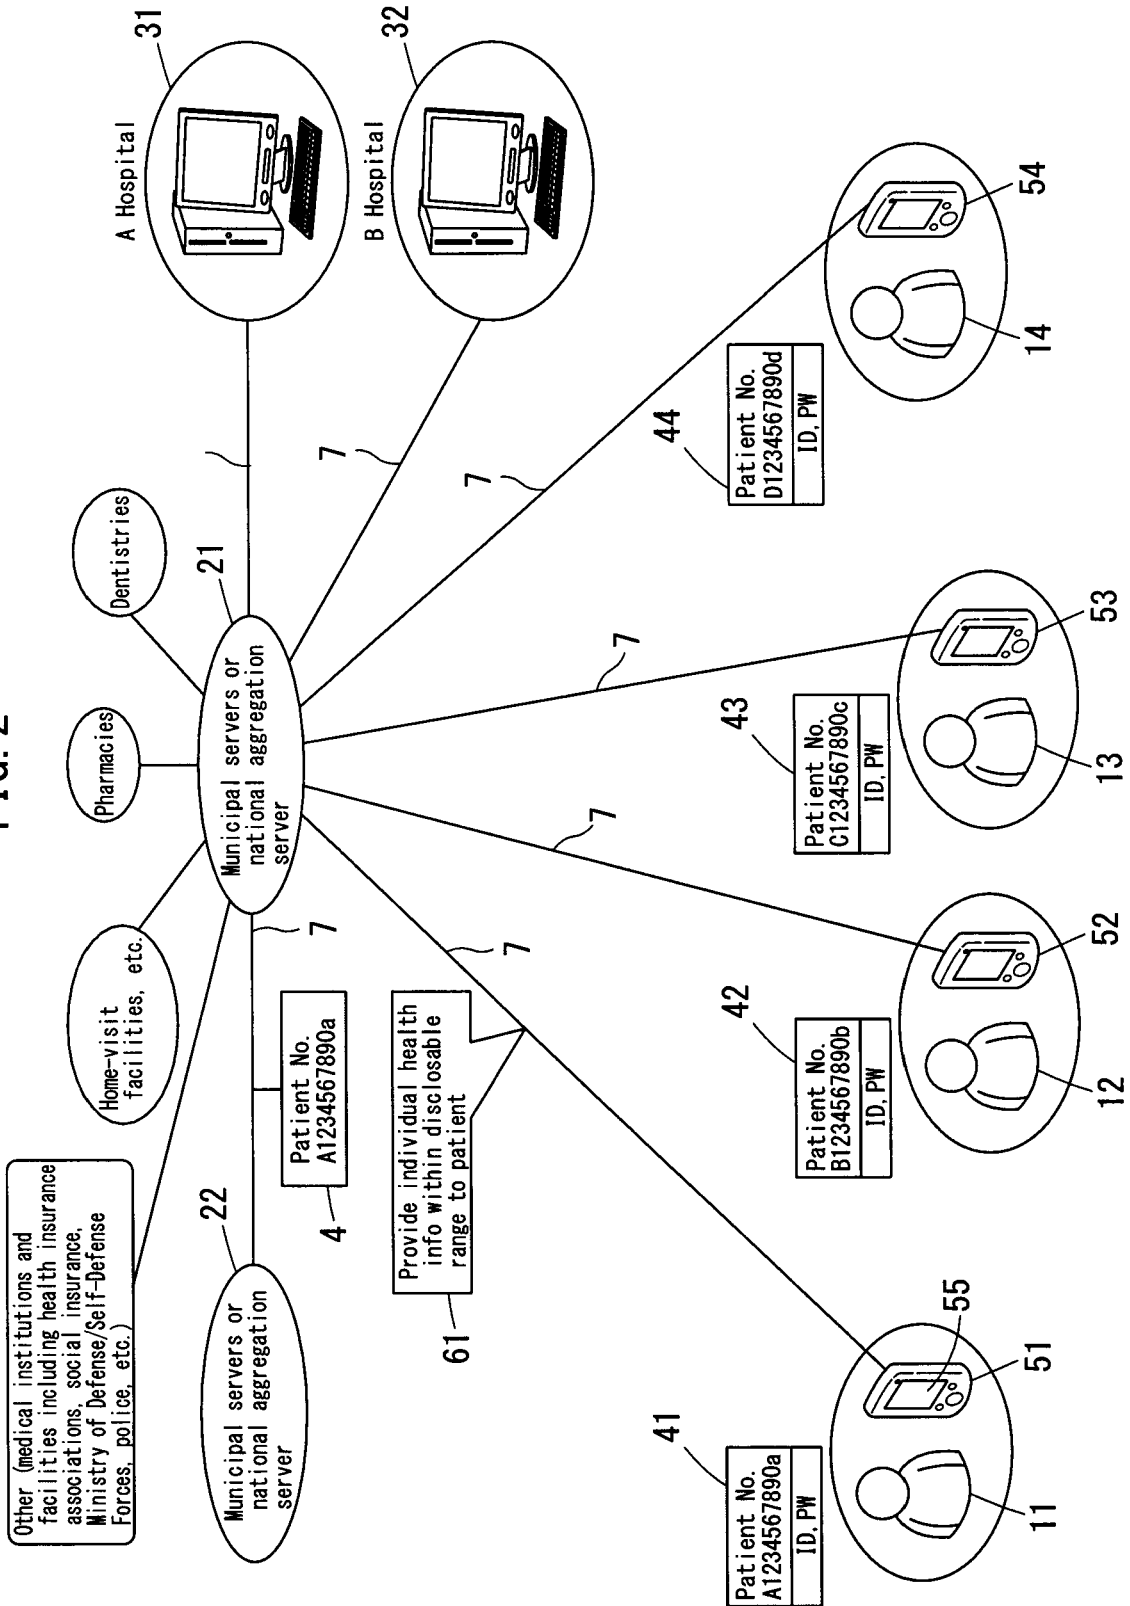 FIG. 2
Other (medical institutions and
facilities including health insurance
associations, social insurance,
Ministry of Defense/Self-Defense
Forces, police, etc.)
Home-visit
facilities, etc.
Pharmacies
Dentistries
A Hospital
31
22
Municipal servers or
national aggregation
server
7
Patient No.
A1234567890a
4
21
Municipal servers or
national aggregation
server
7
B Hospital
32
61
Provide individual health
info within disclosable
range to patient
7
7
7
7
41
Patient No.
A1234567890a
ID, PW
42
Patient No.
B1234567890b
ID, PW
43
Patient No.
C1234567890c
ID, PW
44
Patient No.
D1234567890d
ID, PW
11
55
51
12
52
13
53
14
54